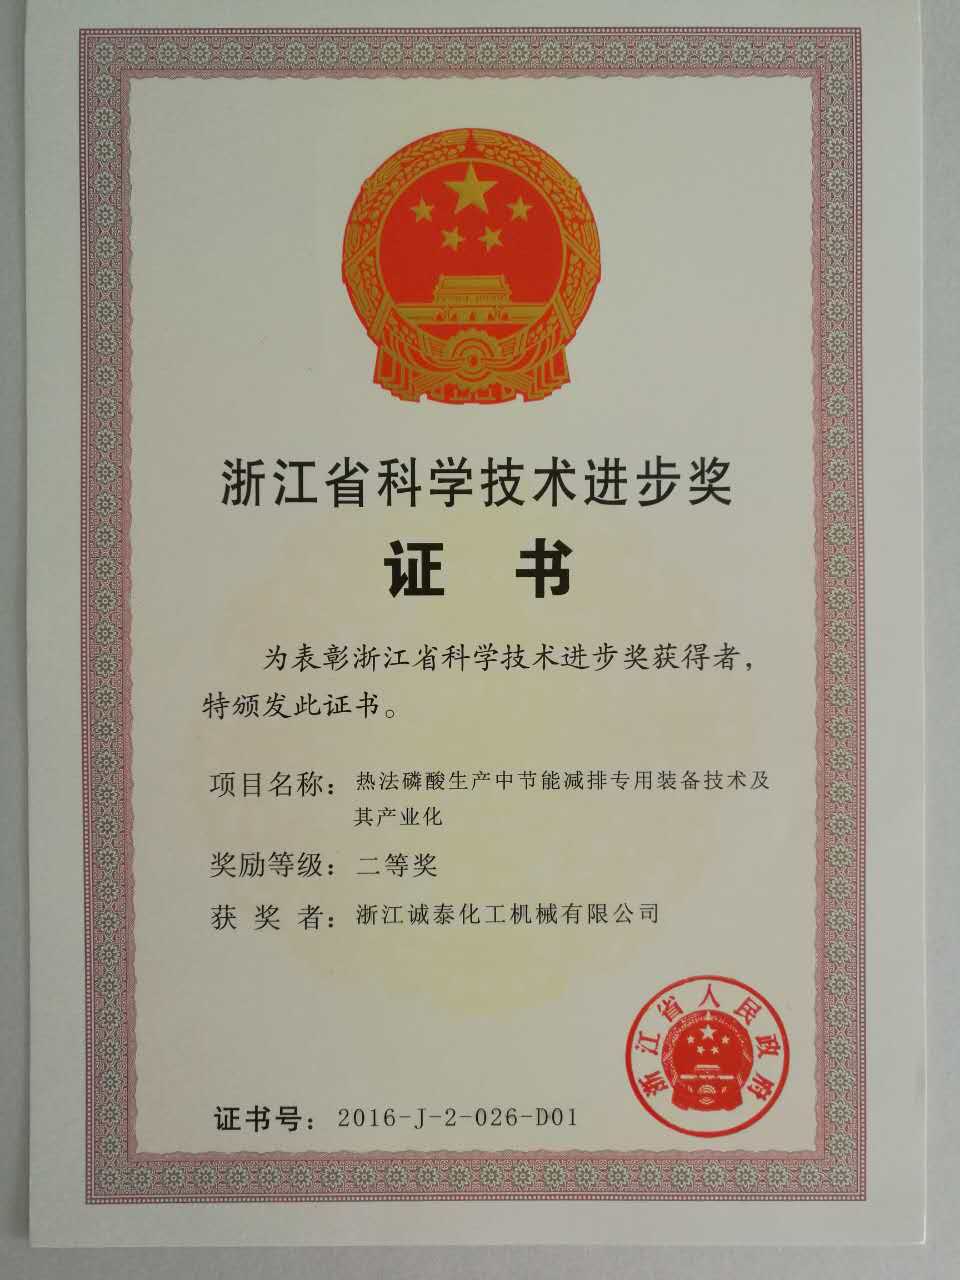 浙江省科学技术进步奖
证 书
为表彰浙江省科学技术进步奖获得者，
特颁发此证书。
项目名称：热法磷酸生产中节能减排专用装备技术及
其产业化
奖励等级：二等奖
获 奖 者：浙江诚泰化工机械有限公司
浙江省人民政府
证书号：2016-J-2-026-D01